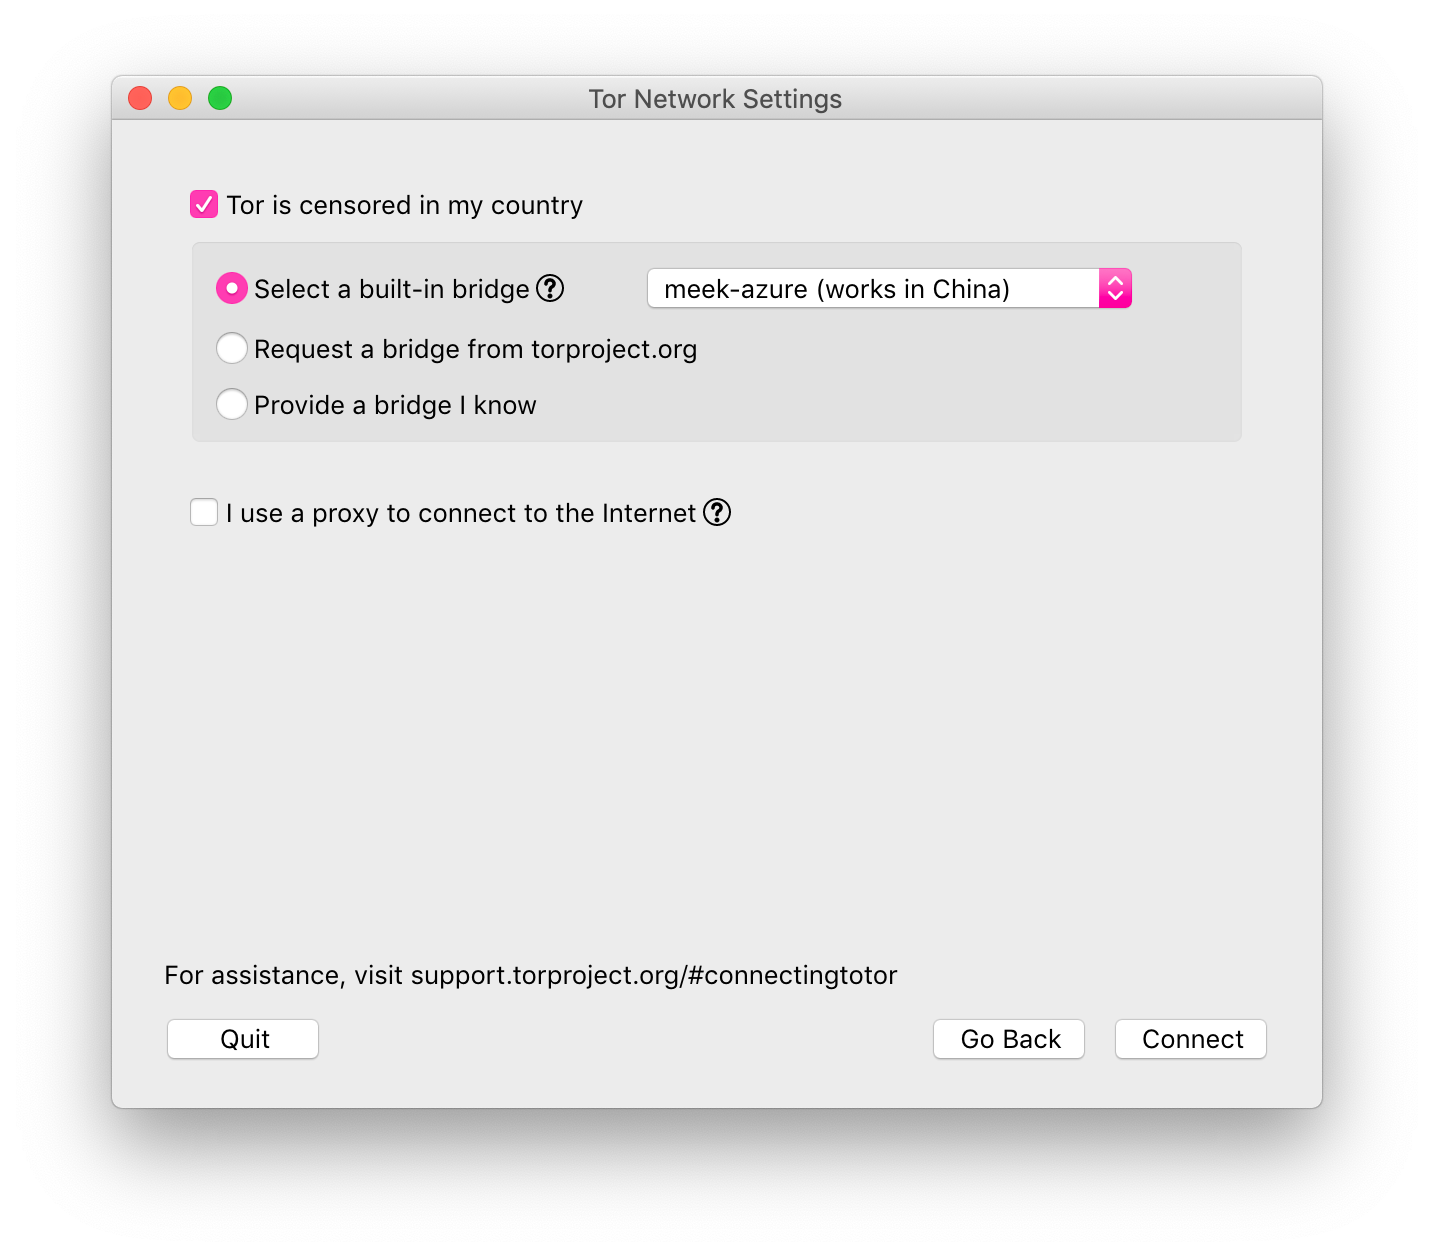 Tor Network Settings
Tor is censored in my country
Select a built-in bridge ? meek-azure (works in China)
Request a bridge from torproject.org
Provide a bridge I know
I use a proxy to connect to the Internet ?
For assistance, visit support.torproject.org/#connectingtotor
Quit Go Back Connect